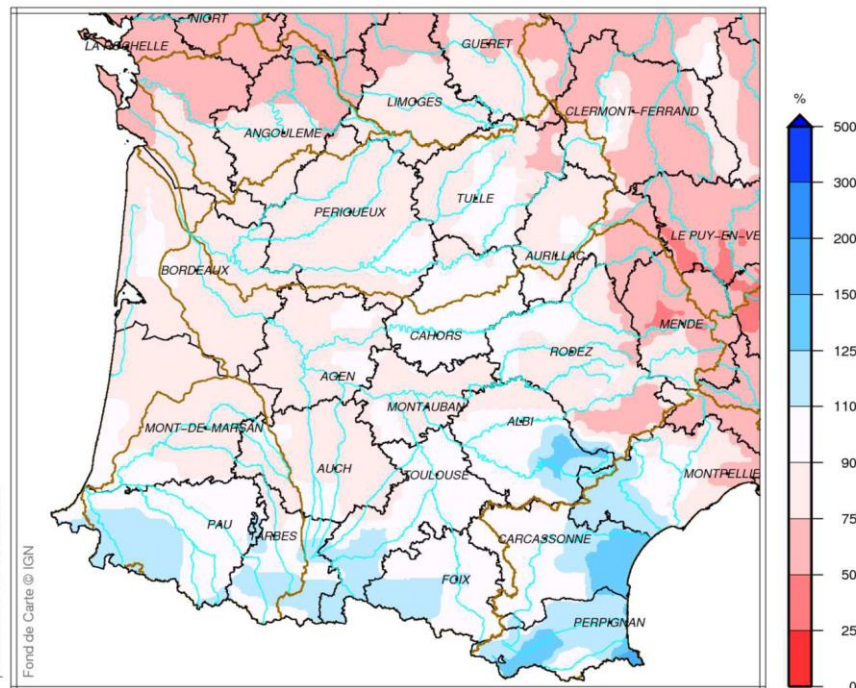 NIORT
LA ROCHELLE
GUERET
LIMOGES
CLERMONT-FERRAND
ANGOULEME
TULLE
PERIGUEUX
LE PUY-EN-VE
AURILLAC
BORDEAUX
MENDE
CAHORS
RODEZ
AGEN
MONTAUBAN
ALBI
MONT-DE-MARSAN
AUCH
TOULOUSE
MONTPELLIE
PAU
TARBES
CARCASSONNE
FOIX
PERPIGNAN
Fond de Carte © IGN
%
500
300
200
150
125
110
90
75
50
25
0